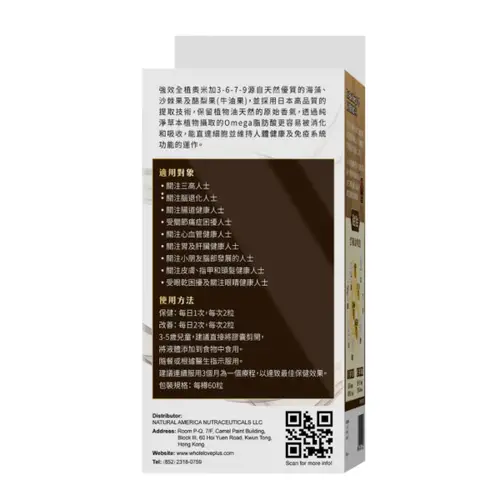 強效全植奧米加3-6-7-9源自天然優質的海藻、
沙棘果及酪梨果(牛油果)，並採用日本高品質的
提取技術，保留植物油天然的原始香氣，透過純
淨草本植物攝取的Omega脂肪酸更容易被消化
和吸收，能直達細胞並維持人體健康及免疫系統
功能的運作。
適用對象
• 關注三高人士
• 關注腦退化人士
• 關注腸道健康人士
• 受關節痛症困擾人士
• 關注心血管健康人士
• 關注胃及肝臟健康人士
• 關注小朋友腦部發展的人士
• 關注皮膚、指甲和頭髮健康人士
• 受眼乾困擾及關注眼睛健康人士
使用方法
保健：每日1次，每次2粒
改善：每日2次，每次2粒
3-5歲兒童，建議直接將膠囊剪開，
將液體添加到食物中食用。
隨餐或根據醫生指示服用。
建議連續服用3個月為一個療程，以達致最佳保健效果。
包裝規格：每樽60粒
Distributor:
NATURAL AMERICA NUTRACEUTICALS LLC
Address: Room P-Q, 7/F, Camel Paint Building,
Block III, 60 Hoi Yuen Road, Kwun Tong,
Hong Kong.
Website: www.wholeloveplus.com
Tel: (852) 2318-0766
Scan for more info!